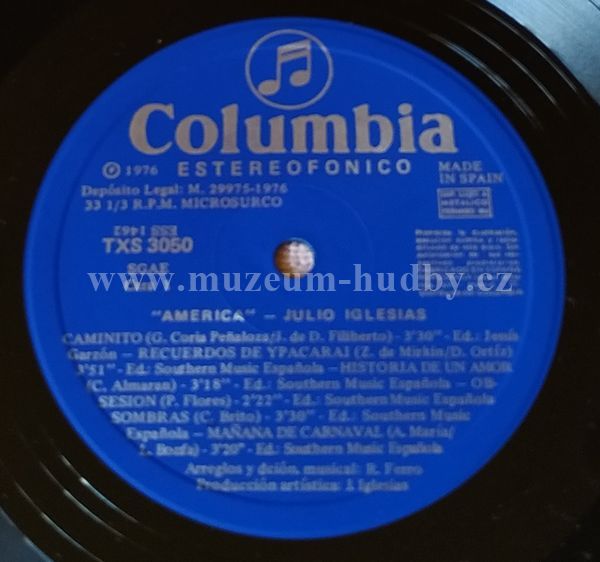 Columbia
℗ 1976 ESTEREOFONICO MADE IN SPAIN
Depósito Legal: M. 29975-1976
33 1/3 R.P.M. MICROSURCO
ESS 1462
TXS 3050
SGAE
www.muzeum-hudby.cz
"AMERICA" – JULIO IGLESIAS
CAMINITO (G. Coria Peñaloza/J. de D. Filiberto) - 3'30" - Ed.: Jesús
Garzón – RECUERDOS DE YPACARAI (Z. de Mirkin/D. Ortíz)
3'51" - Ed.: Southern Music Española – HISTORIA DE UN AMOR
(C. Almaran) - 3'18" - Ed.: Southern Music Española – OB-
SESION (P. Flores) - 2'22" - Ed.: Southern Music Española
SOMBRAS (C. Brito) - 3'30" - Ed.: Southern Music
Española – MAÑANA DE CARNAVAL (A. Maria/
L. Bonfa) - 3'20" - Ed.: Southern Music Española
Arreglos y dción. musical: R. Ferro
Producción artística: J. Iglesias